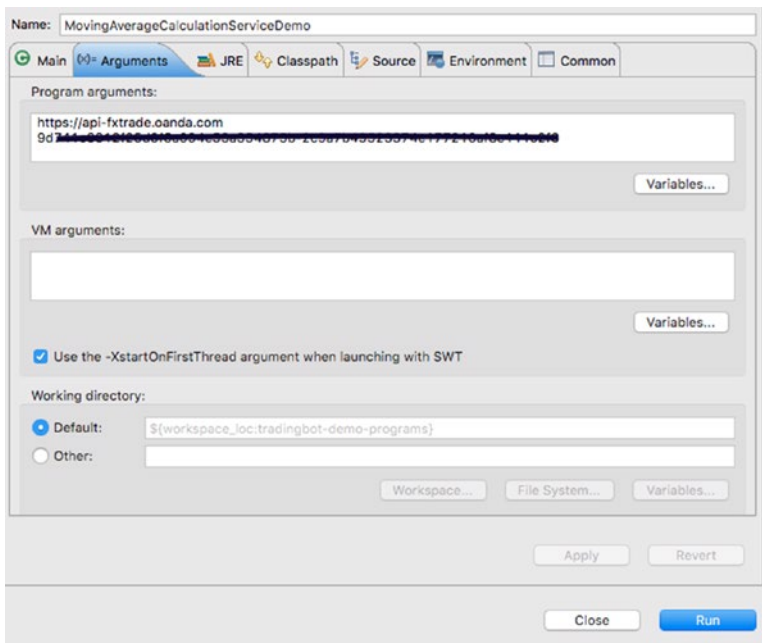 Name: MovingAverageCalculationServiceDemo
Main (x)= Arguments JRE Classpath Source Environment Common
Program arguments:
https://api-fxtrade.oanda.com
Variables...
VM arguments:
Variables...
Use the -XstartOnFirstThread argument when launching with SWT
Working directory:
Default: ${workspace_loc:tradingbot-demo-programs}
Other:
Workspace... File System... Variables...
Apply Revert
Close Run